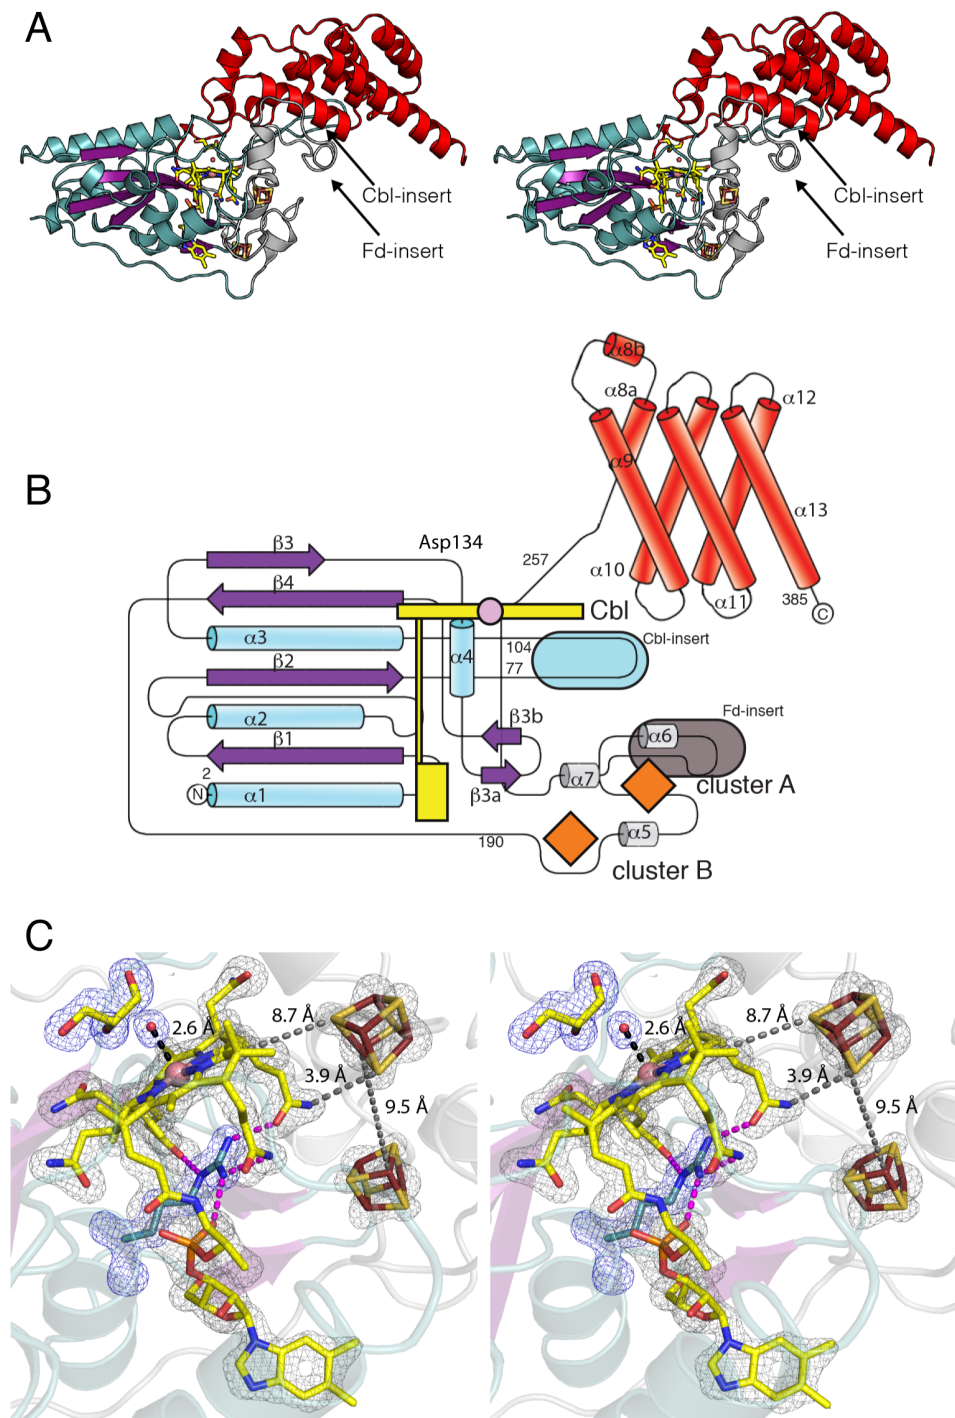 A
Cbl-insert
Fd-insert
Cbl-insert
Fd-insert
B
α8b
α8a
α12
α9
α13
β3
Asp134
257
β4
α10
α11
385
C
Cbl
α3
α4
104
Cbl-insert
β2
77
α2
β3b
Fd-insert
α6
β1
2
α7
cluster A
N
α1
β3a
190
α5
cluster B
C
2.6 Å
8.7 Å
3.9 Å
9.5 Å
2.6 Å
8.7 Å
3.9 Å
9.5 Å